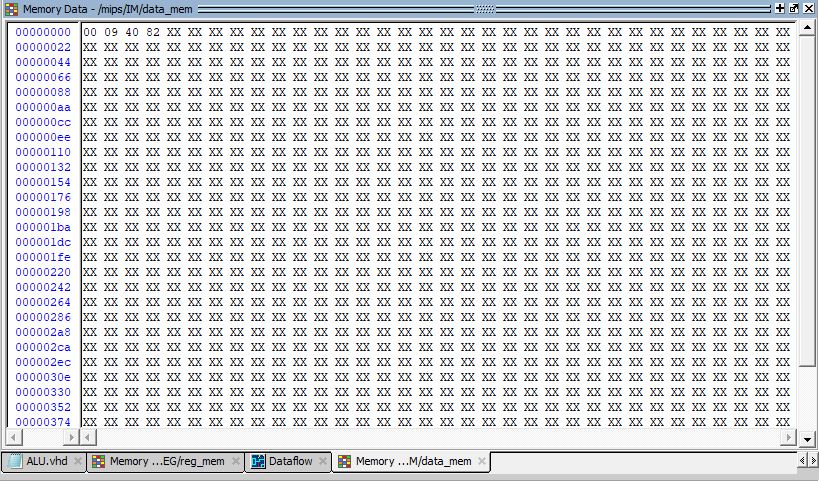 Memory Data - /mips/IM/data_mem
00000000 00 09 40 82 XX XX XX XX XX XX XX XX XX XX XX XX XX XX XX XX XX XX XX XX XX XX XX XX XX XX XX XX XX XX
00000022 XX XX XX XX XX XX XX XX XX XX XX XX XX XX XX XX XX XX XX XX XX XX XX XX XX XX XX XX XX XX XX XX XX XX
00000044 XX XX XX XX XX XX XX XX XX XX XX XX XX XX XX XX XX XX XX XX XX XX XX XX XX XX XX XX XX XX XX XX XX XX
00000066 XX XX XX XX XX XX XX XX XX XX XX XX XX XX XX XX XX XX XX XX XX XX XX XX XX XX XX XX XX XX XX XX XX XX
00000088 XX XX XX XX XX XX XX XX XX XX XX XX XX XX XX XX XX XX XX XX XX XX XX XX XX XX XX XX XX XX XX XX XX XX
000000aa XX XX XX XX XX XX XX XX XX XX XX XX XX XX XX XX XX XX XX XX XX XX XX XX XX XX XX XX XX XX XX XX XX XX
000000cc XX XX XX XX XX XX XX XX XX XX XX XX XX XX XX XX XX XX XX XX XX XX XX XX XX XX XX XX XX XX XX XX XX XX
000000ee XX XX XX XX XX XX XX XX XX XX XX XX XX XX XX XX XX XX XX XX XX XX XX XX XX XX XX XX XX XX XX XX XX XX
00000110 XX XX XX XX XX XX XX XX XX XX XX XX XX XX XX XX XX XX XX XX XX XX XX XX XX XX XX XX XX XX XX XX XX XX
00000132 XX XX XX XX XX XX XX XX XX XX XX XX XX XX XX XX XX XX XX XX XX XX XX XX XX XX XX XX XX XX XX XX XX XX
00000154 XX XX XX XX XX XX XX XX XX XX XX XX XX XX XX XX XX XX XX XX XX XX XX XX XX XX XX XX XX XX XX XX XX XX
00000176 XX XX XX XX XX XX XX XX XX XX XX XX XX XX XX XX XX XX XX XX XX XX XX XX XX XX XX XX XX XX XX XX XX XX
00000198 XX XX XX XX XX XX XX XX XX XX XX XX XX XX XX XX XX XX XX XX XX XX XX XX XX XX XX XX XX XX XX XX XX XX
000001ba XX XX XX XX XX XX XX XX XX XX XX XX XX XX XX XX XX XX XX XX XX XX XX XX XX XX XX XX XX XX XX XX XX XX
000001dc XX XX XX XX XX XX XX XX XX XX XX XX XX XX XX XX XX XX XX XX XX XX XX XX XX XX XX XX XX XX XX XX XX XX
000001fe XX XX XX XX XX XX XX XX XX XX XX XX XX XX XX XX XX XX XX XX XX XX XX XX XX XX XX XX XX XX XX XX XX XX
00000220 XX XX XX XX XX XX XX XX XX XX XX XX XX XX XX XX XX XX XX XX XX XX XX XX XX XX XX XX XX XX XX XX XX XX
00000242 XX XX XX XX XX XX XX XX XX XX XX XX XX XX XX XX XX XX XX XX XX XX XX XX XX XX XX XX XX XX XX XX XX XX
00000264 XX XX XX XX XX XX XX XX XX XX XX XX XX XX XX XX XX XX XX XX XX XX XX XX XX XX XX XX XX XX XX XX XX XX
00000286 XX XX XX XX XX XX XX XX XX XX XX XX XX XX XX XX XX XX XX XX XX XX XX XX XX XX XX XX XX XX XX XX XX XX
000002a8 XX XX XX XX XX XX XX XX XX XX XX XX XX XX XX XX XX XX XX XX XX XX XX XX XX XX XX XX XX XX XX XX XX XX
000002ca XX XX XX XX XX XX XX XX XX XX XX XX XX XX XX XX XX XX XX XX XX XX XX XX XX XX XX XX XX XX XX XX XX XX
000002ec XX XX XX XX XX XX XX XX XX XX XX XX XX XX XX XX XX XX XX XX XX XX XX XX XX XX XX XX XX XX XX XX XX XX
0000030e XX XX XX XX XX XX XX XX XX XX XX XX XX XX XX XX XX XX XX XX XX XX XX XX XX XX XX XX XX XX XX XX XX XX
00000330 XX XX XX XX XX XX XX XX XX XX XX XX XX XX XX XX XX XX XX XX XX XX XX XX XX XX XX XX XX XX XX XX XX XX
00000352 XX XX XX XX XX XX XX XX XX XX XX XX XX XX XX XX XX XX XX XX XX XX XX XX XX XX XX XX XX XX XX XX XX XX
00000374 XX XX XX XX XX XX XX XX XX XX XX XX XX XX XX XX XX XX XX XX XX XX XX XX XX XX XX XX XX XX XX XX XX XX
ALU.vhd Memory ...EG/reg_mem Dataflow Memory ...M/data_mem